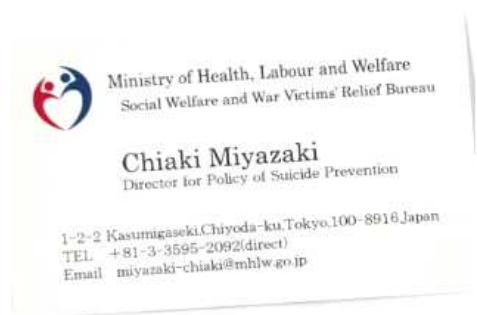 Ministry of Health, Labour and Welfare
Social Welfare and War Victims' Relief Bureau
Chiaki Miyazaki
Director for Policy of Suicide Prevention
1-2-2 Kasumigaseki,Chiyoda-ku,Tokyo,100-8916,Japan
TEL +81-3-3595-2092(direct)
Email miyazaki-chiaki@mhlw.go.jp